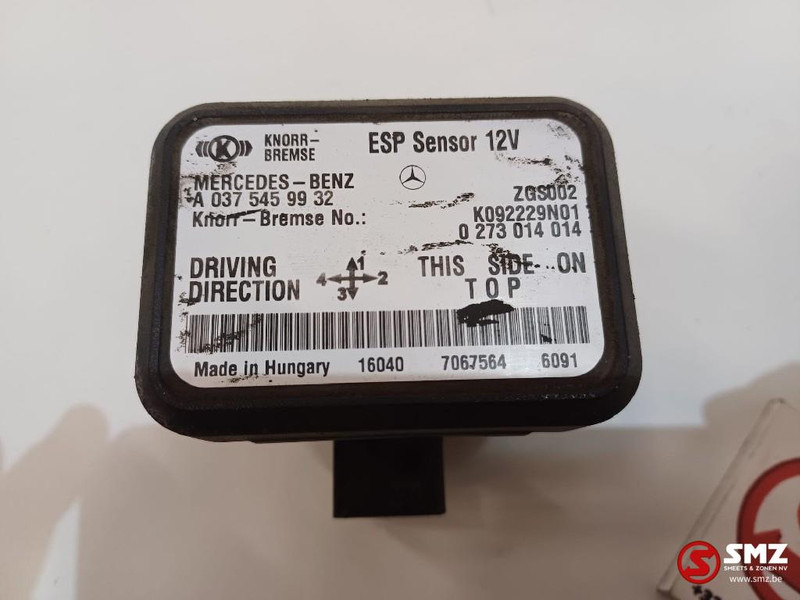 KNORR-
BREMSE
ESP Sensor 12V
MERCEDES-BENZ
A 037 545 99 32
ZGS002
Knorr-Bremse No.:
K092229N01
0 273 014 014
DRIVING
DIRECTION
1
4 2
3
THIS SIDE ON
TOP
Made in Hungary 16040 7067564 6091
SMZ
SMEETS & ZONEN NV
www.smz.be